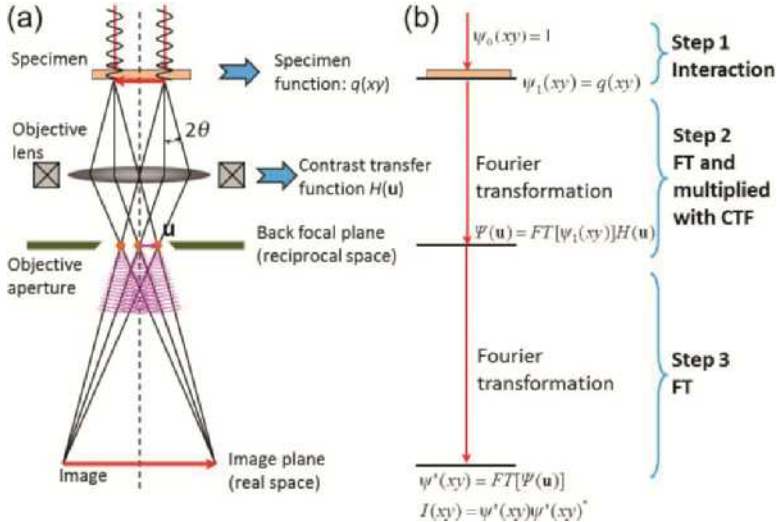 (a)
Specimen
Specimen
function: q(xy)
Objective
lens
2θ
Contrast transfer
function H(u)
u
Back focal plane
(reciprocal space)
Objective
aperture
Image
Image plane
(real space)
(b)
ψ₀(xy) = 1
ψ₁(xy) = q(xy)
Step 1
Interaction
Fourier
transformation
Ψ(u) = FT[ψ₁(xy)]H(u)
Step 2
FT and
multiplied
with CTF
Fourier
transformation
Step 3
FT
ψ"(xy) = FT[Ψ(u)]
I(xy) = ψ"(xy)ψ"(xy)*